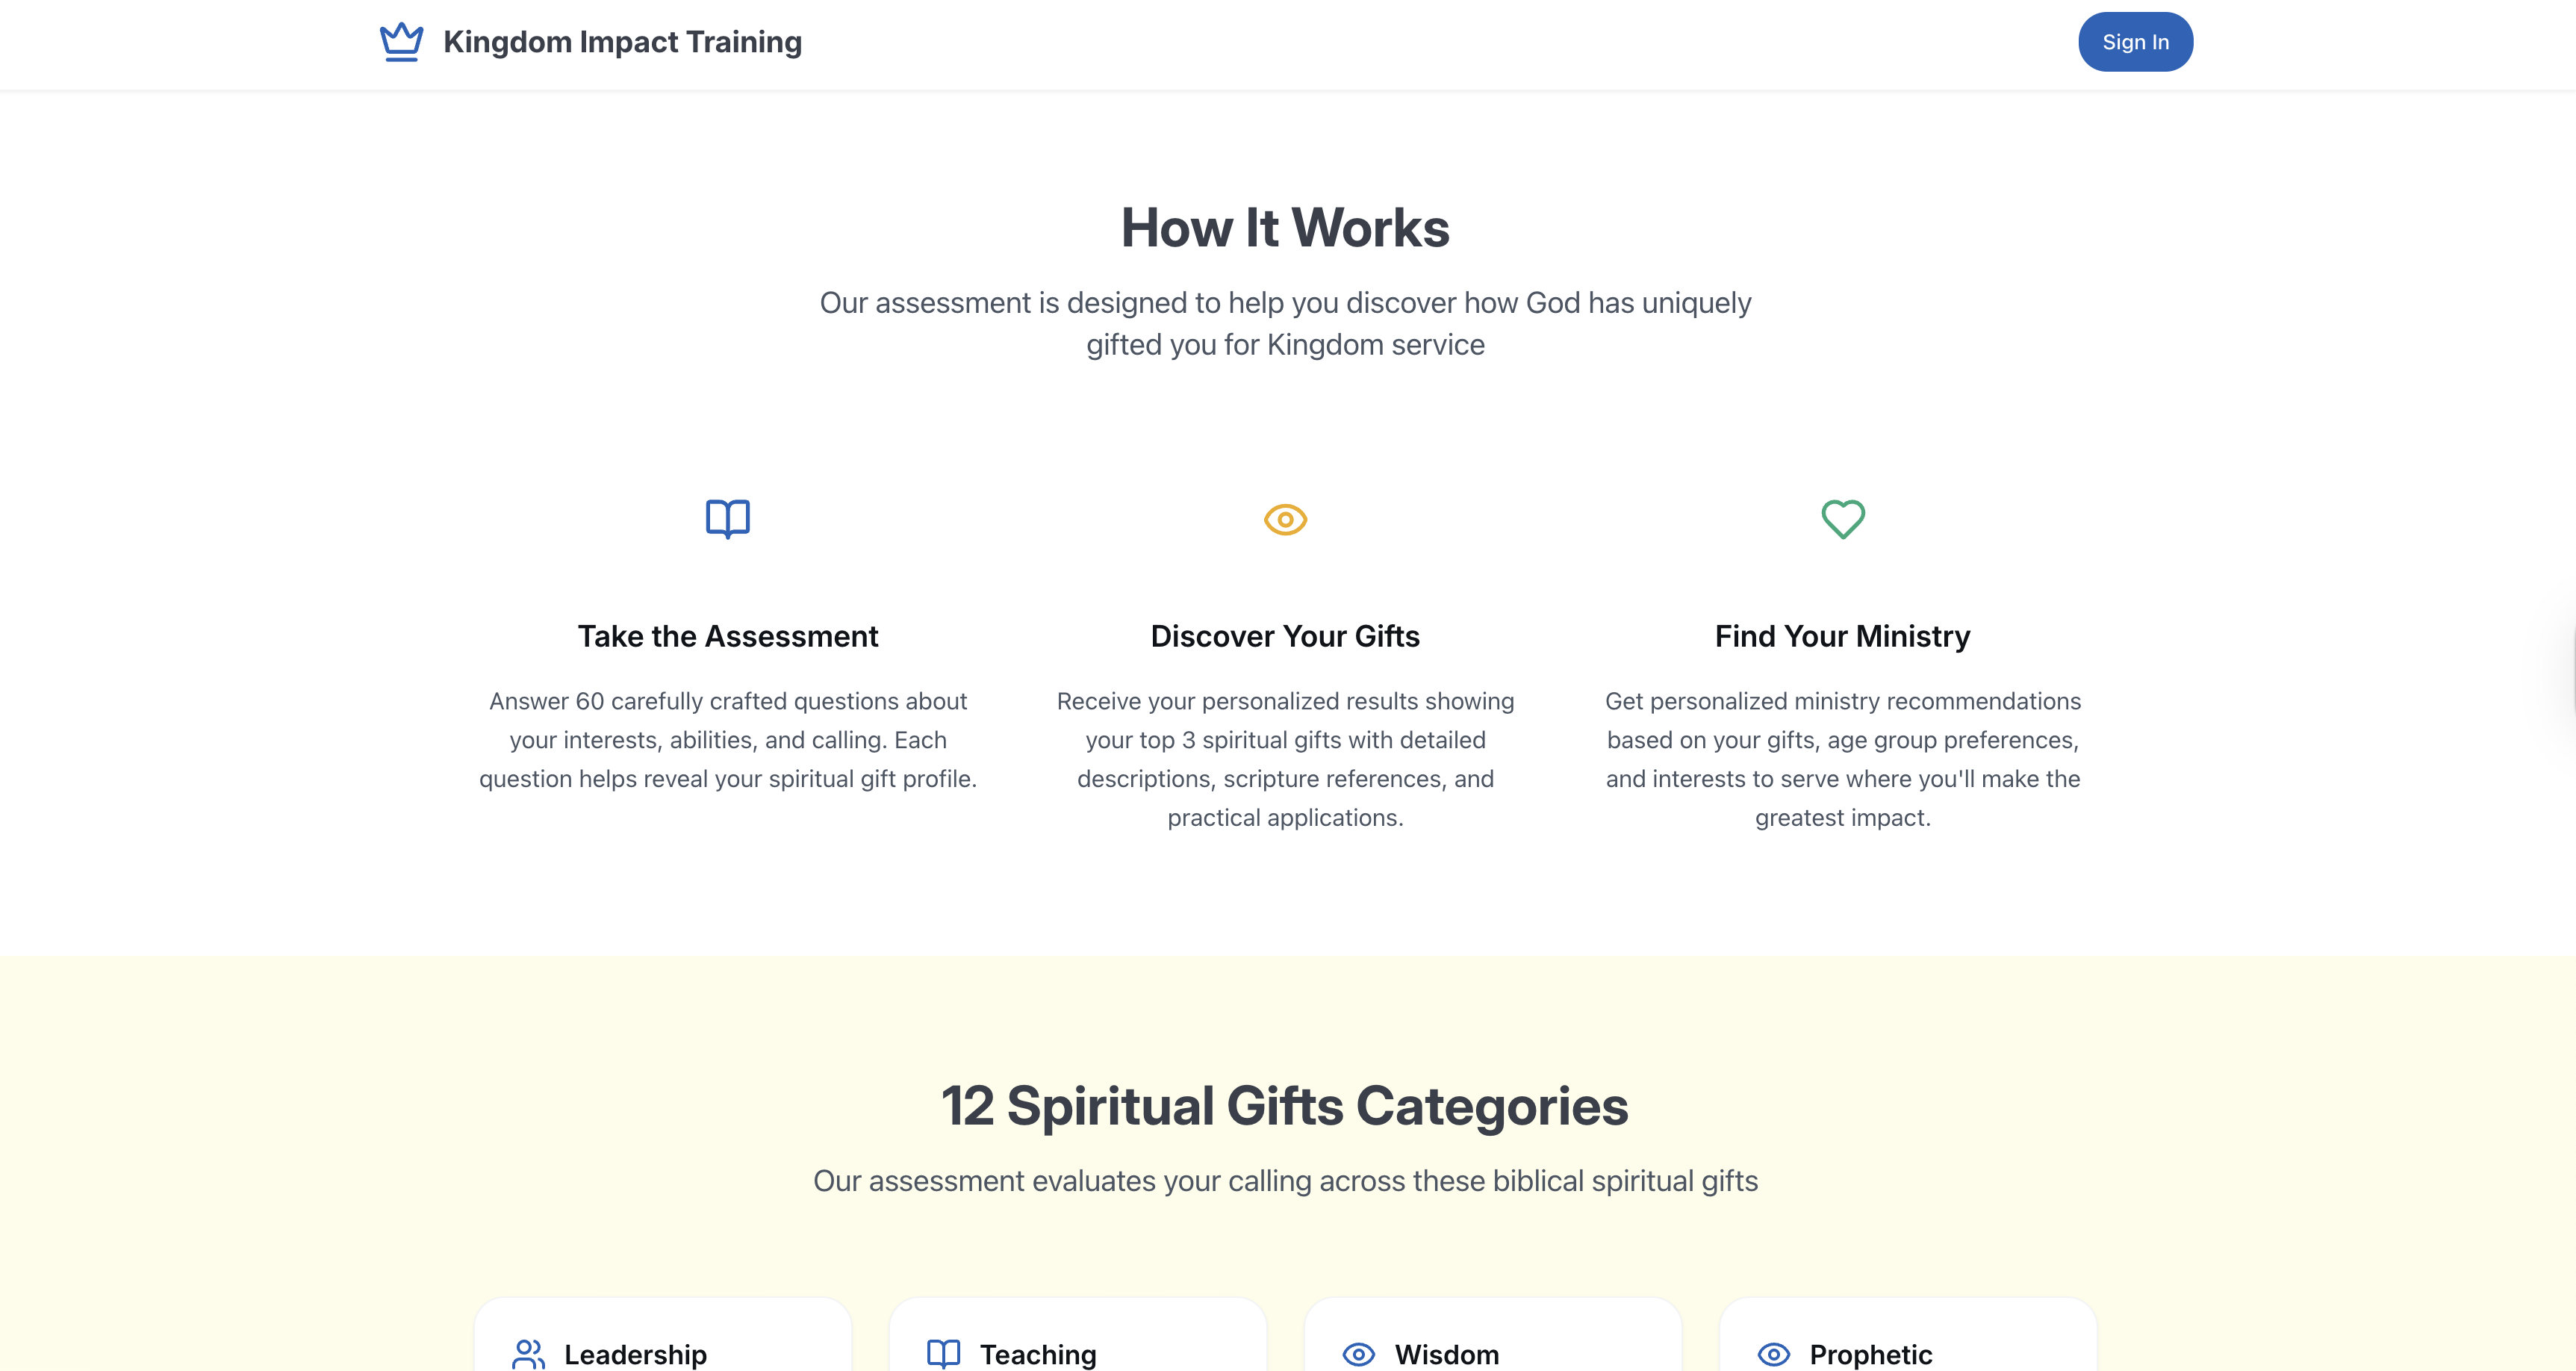 Kingdom Impact Training
Sign In
How It Works
Our assessment is designed to help you discover how God has uniquely
gifted you for Kingdom service
Take the Assessment
Answer 60 carefully crafted questions about
your interests, abilities, and calling. Each
question helps reveal your spiritual gift profile.
Discover Your Gifts
Receive your personalized results showing
your top 3 spiritual gifts with detailed
descriptions, scripture references, and
practical applications.
Find Your Ministry
Get personalized ministry recommendations
based on your gifts, age group preferences,
and interests to serve where you'll make the
greatest impact.
12 Spiritual Gifts Categories
Our assessment evaluates your calling across these biblical spiritual gifts
Leadership
Teaching
Wisdom
Prophetic